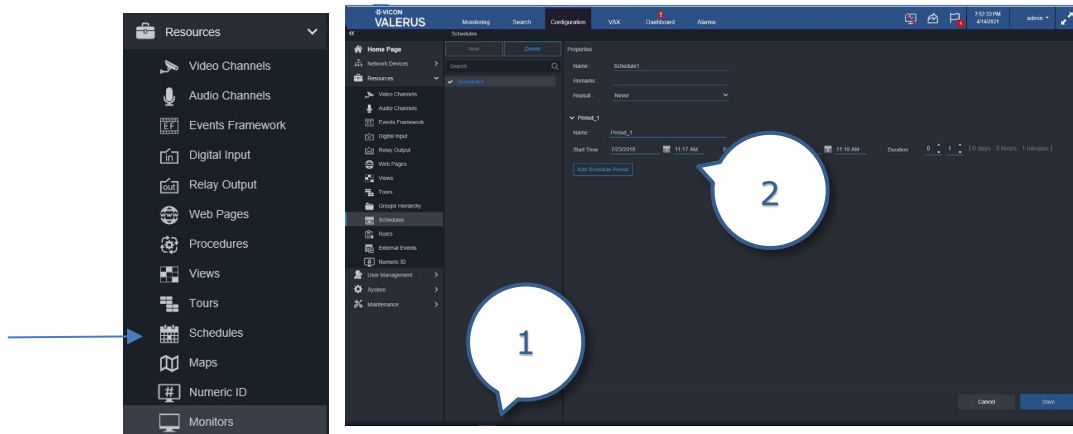 Resources
Video Channels
Audio Channels
EF Events Framework
in Digital Input
out Relay Output
www Web Pages
Procedures
Views
Tours
Schedules
Maps
# Numeric ID
Monitors
VICON
VALERUS Monitoring Search Configuration VAX Dashboard Alarms 2:52:33 PM 4/14/2021 admin
Schedules
Home Page
Network Devices
Resources
Video Channels
Audio Channels
Events Framework
Digital Input
Relay Output
Web Pages
Views
Tours
Groups Hierarchy
Schedules
Rules
External Events
Numeric ID
User Management
System
Maintenance
New Delete
Search...
Schedule1
Properties
Name : Schedule1
Remarks :
Repeat : Never
Period_1
Name : Period_1
Start Time 7/23/2018 11:17 AM 11:18 AM Duration 0 1 [ 0 days : 0 hours : 1 minutes ]
Add Schedule Period
2
1
Cancel Save